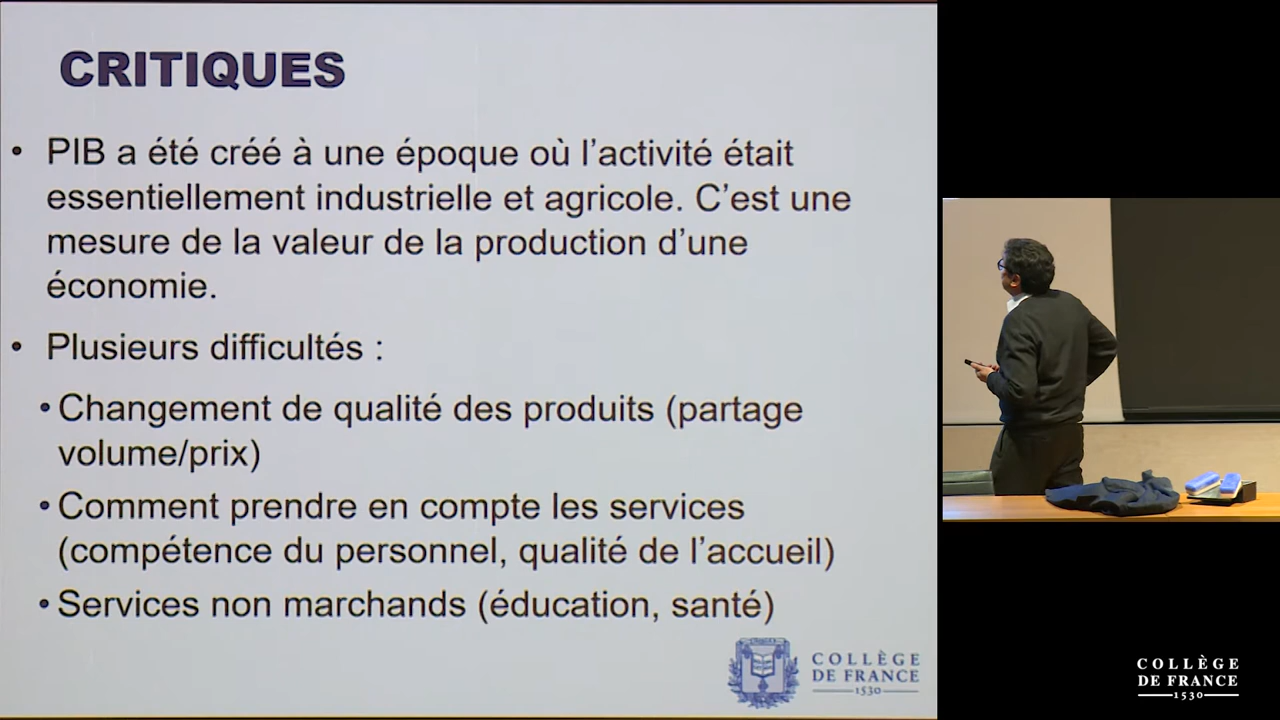 CRITIQUES
• PIB a été créé à une époque où l’activité était
essentiellement industrielle et agricole. C’est une
mesure de la valeur de la production d’une
économie.
• Plusieurs difficultés :
• Changement de qualité des produits (partage
volume/prix)
• Comment prendre en compte les services
(compétence du personnel, qualité de l’accueil)
• Services non marchands (éducation, santé)
COLLÈGE
DE FRANCE
1530
COLLÈGE
DE FRANCE
1530